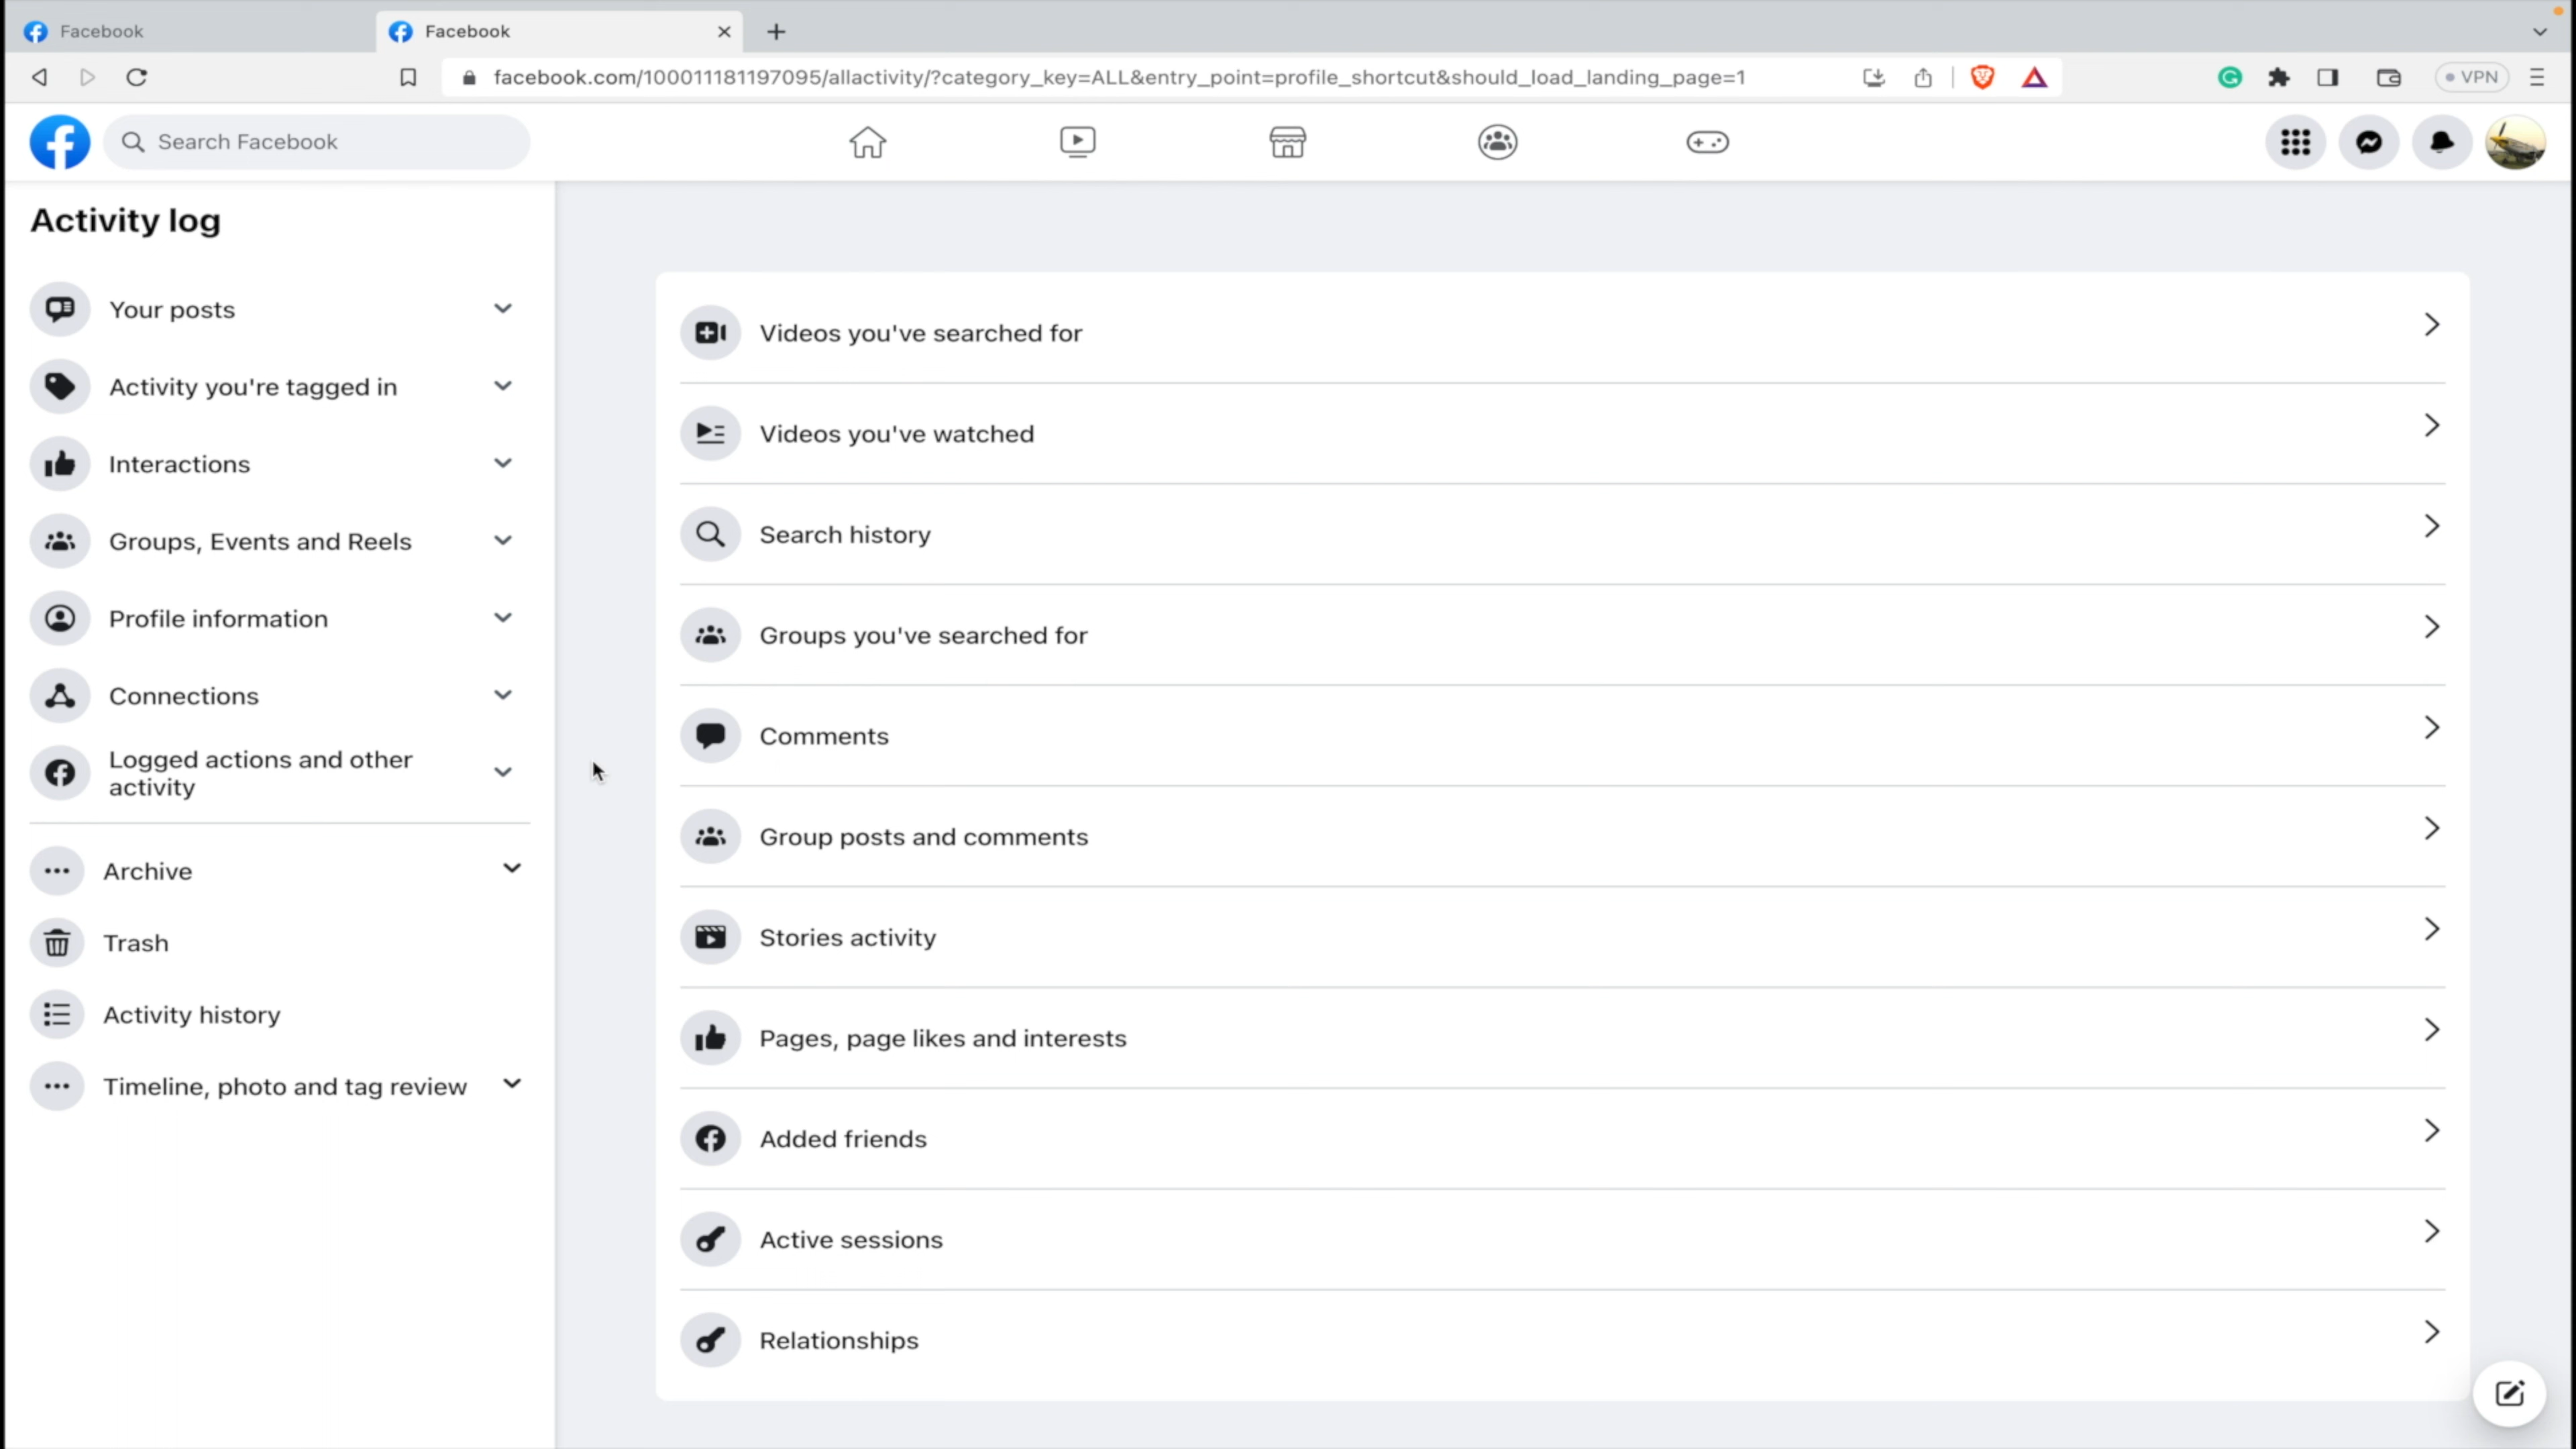 Facebook
Facebook
facebook.com/100011181197095/allactivity/?category_key=ALL&entry_point=profile_shortcut&should_load_landing_page=1
VPN
Search Facebook
Activity log
Your posts
Activity you're tagged in
Interactions
Groups, Events and Reels
Profile information
Connections
Logged actions and other
activity
Archive
Trash
Activity history
Timeline, photo and tag review
Videos you've searched for
Videos you've watched
Search history
Groups you've searched for
Comments
Group posts and comments
Stories activity
Pages, page likes and interests
Added friends
Active sessions
Relationships